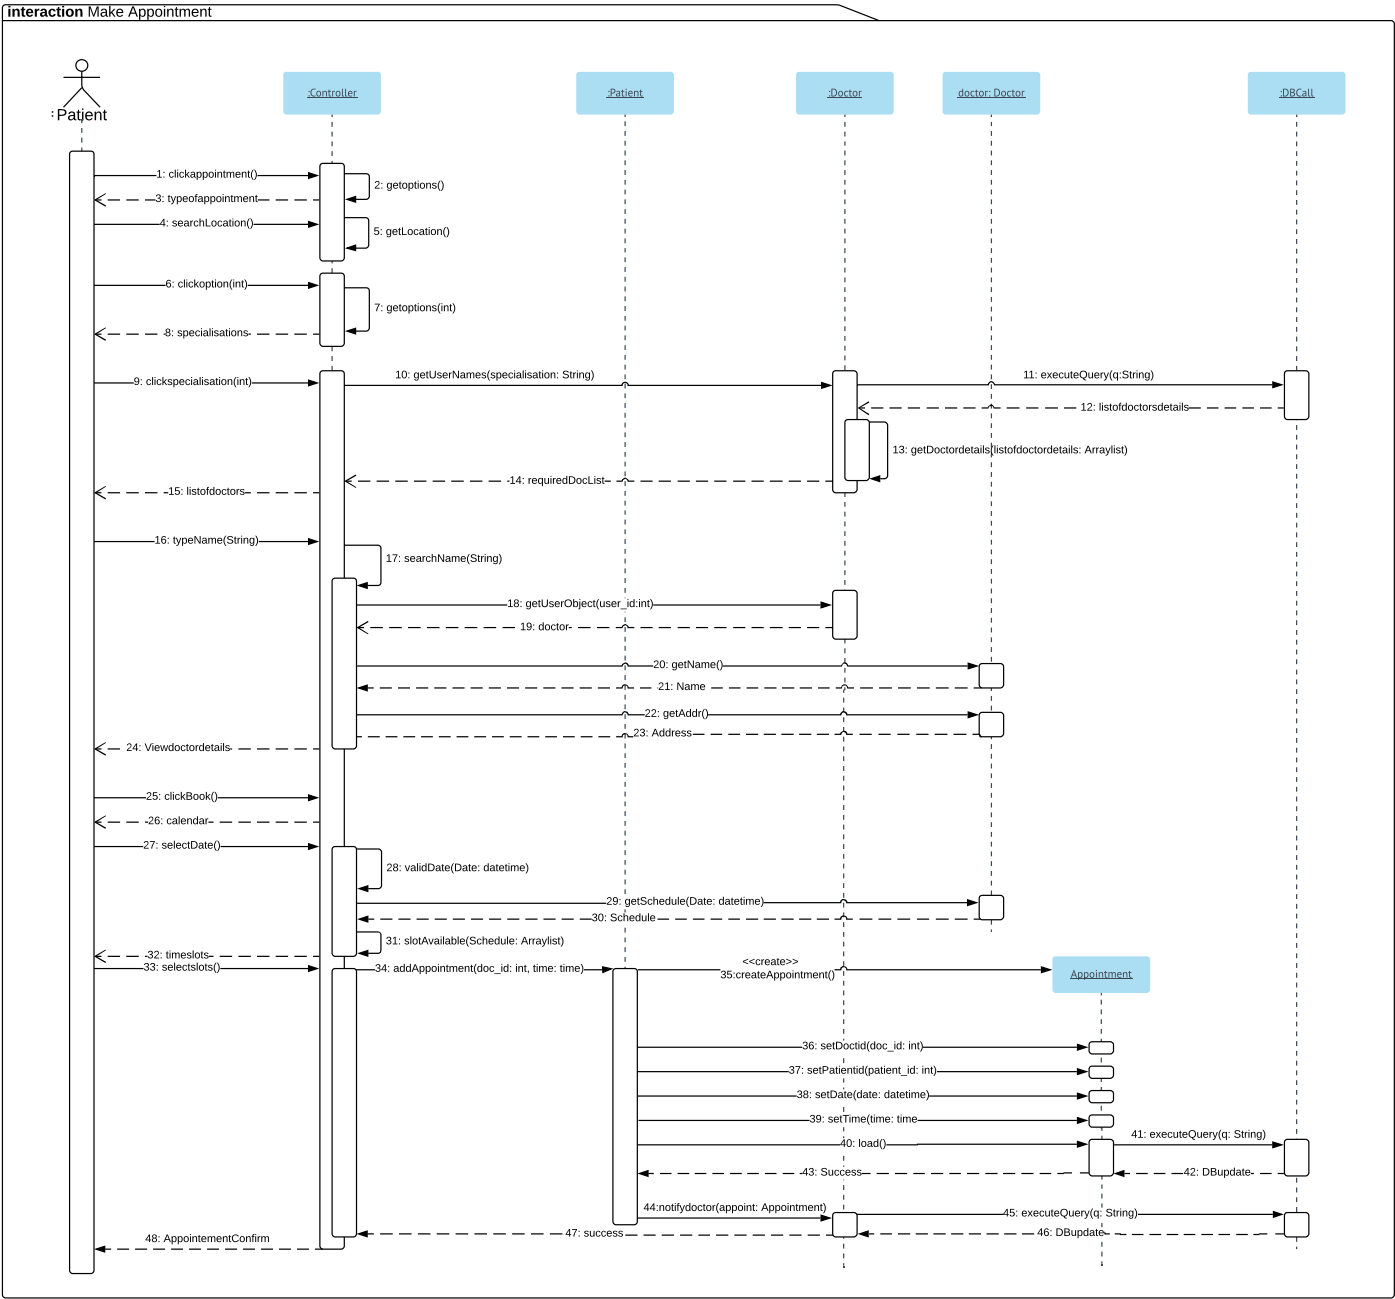 interaction Make Appointment
: Patient
:Controller
:Patient
:Doctor
doctor: Doctor
:DBCall
1: clickappointment()
2: getoptions()
3: typeofappointment
4: searchLocation()
5: getLocation()
6: clickoption(int)
7: getoptions(int)
8: specialisations
9: clickspecialisation(int)
10: getUserNames(specialisation: String)
11: executeQuery(q:String)
12: listofdoctorsdetails
13: getDoctordetails(listofdoctordetails: Arraylist)
14: requiredDocList
15: listofdoctors
16: typeName(String)
17: searchName(String)
18: getUserObject(user_id:int)
19: doctor
20: getName()
21: Name
22: getAddr()
23: Address
24: Viewdoctordetails
25: clickBook()
26: calendar
27: selectDate()
28: validDate(Date: datetime)
29: getSchedule(Date: datetime)
30: Schedule
31: slotAvailable(Schedule: Arraylist)
32: timeslots
33: selectslots()
34: addAppointment(doc_id: int, time: time)
<<create>>
35:createAppointment()
Appointment
36: setDoctid(doc_id: int)
37: setPatientid(patient_id: int)
38: setDate(date: datetime)
39: setTime(time: time
40: load()
41: executeQuery(q: String)
42: DBupdate
43: Success
44:notifydoctor(appoint: Appointment)
45: executeQuery(q: String)
46: DBupdate
47: success
48: AppointementConfirm